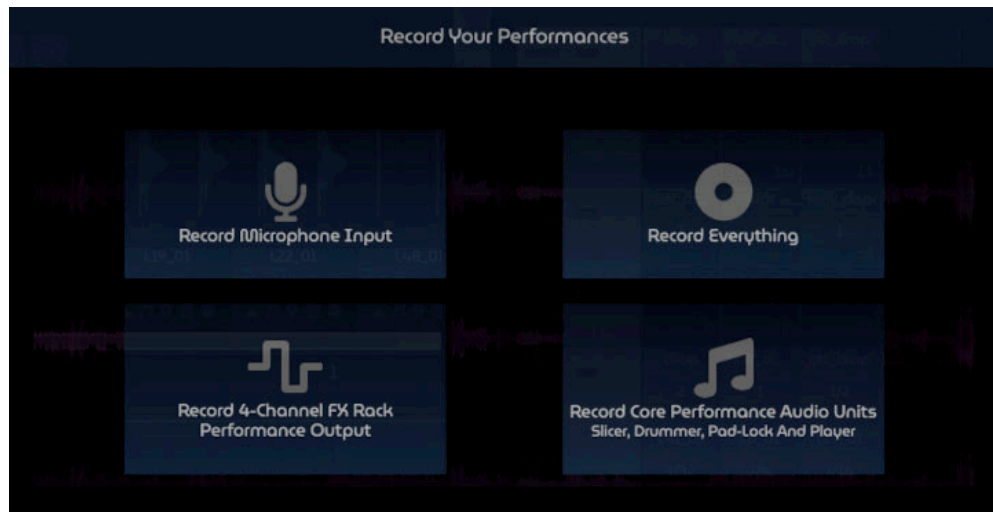 Record Your Performances
Record Microphone Input
Record Everything
Record 4-Channel FX Rack
Performance Output
Record Core Performance Audio Units
Slicer, Drummer, Pad-Lock And Player